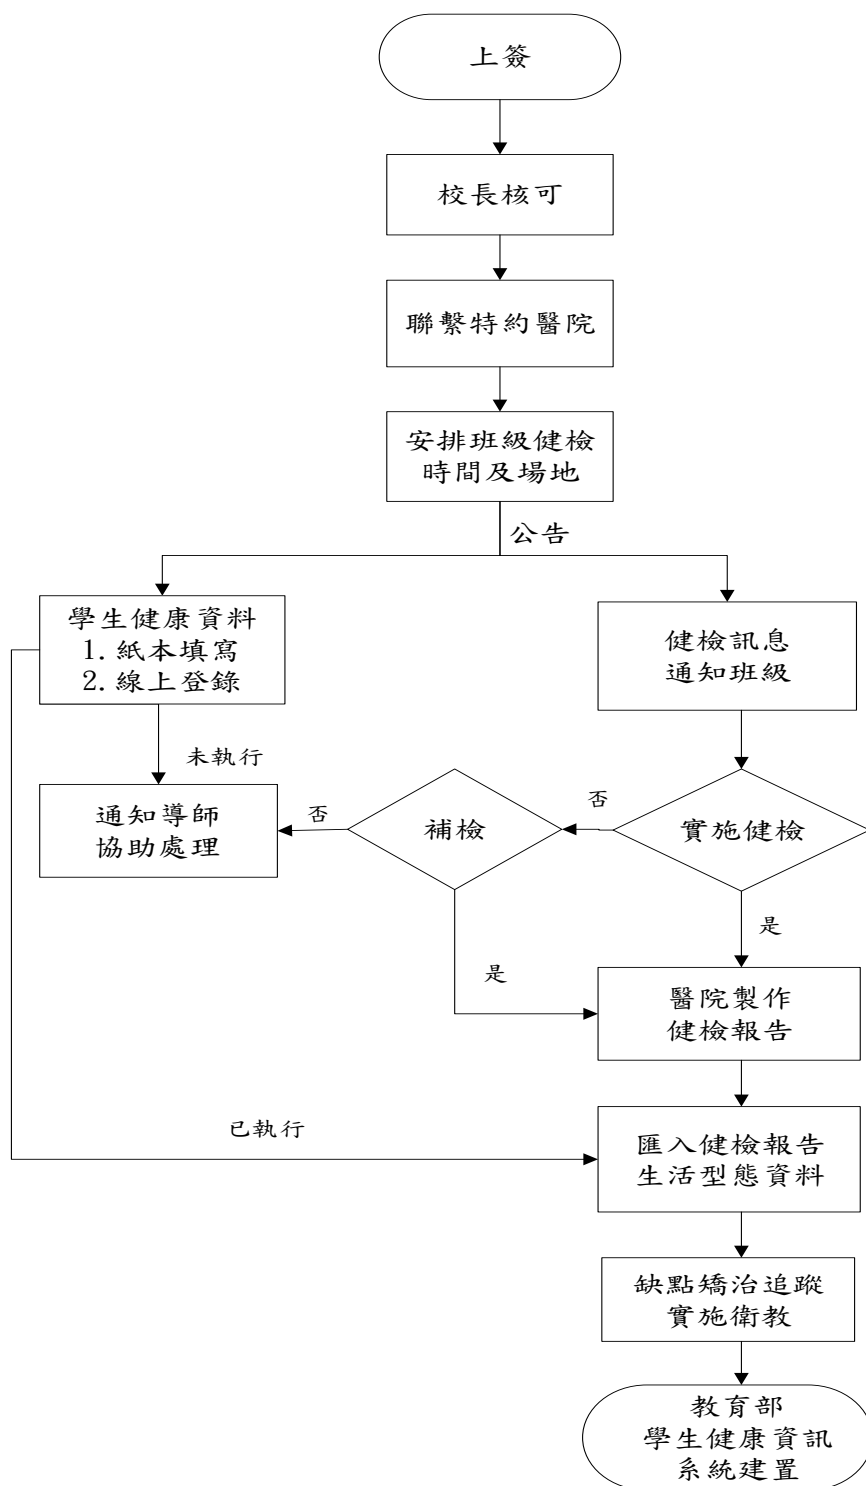 上簽
校長核可
聯繫特約醫院
安排班級健檢
時間及場地
公告
學生健康資料
1. 紙本填寫
2. 線上登錄
健檢訊息
通知班級
未執行
通知導師
協助處理
否
補檢
否
實施健檢
是
是
醫院製作
健檢報告
已執行
匯入健檢報告
生活型態資料
缺點矯治追蹤
實施衛教
教育部
學生健康資訊
系統建置